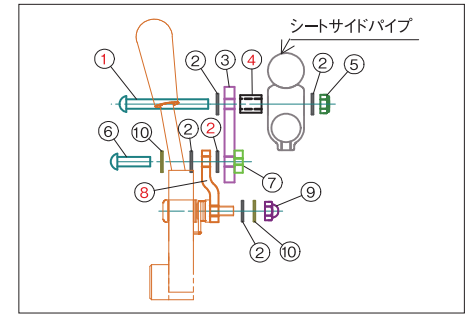 シートサイドパイプ
① ② ③ ④ ② ⑤
⑥ ⑩ ② ② ⑦
⑧ ⑨
② ⑩